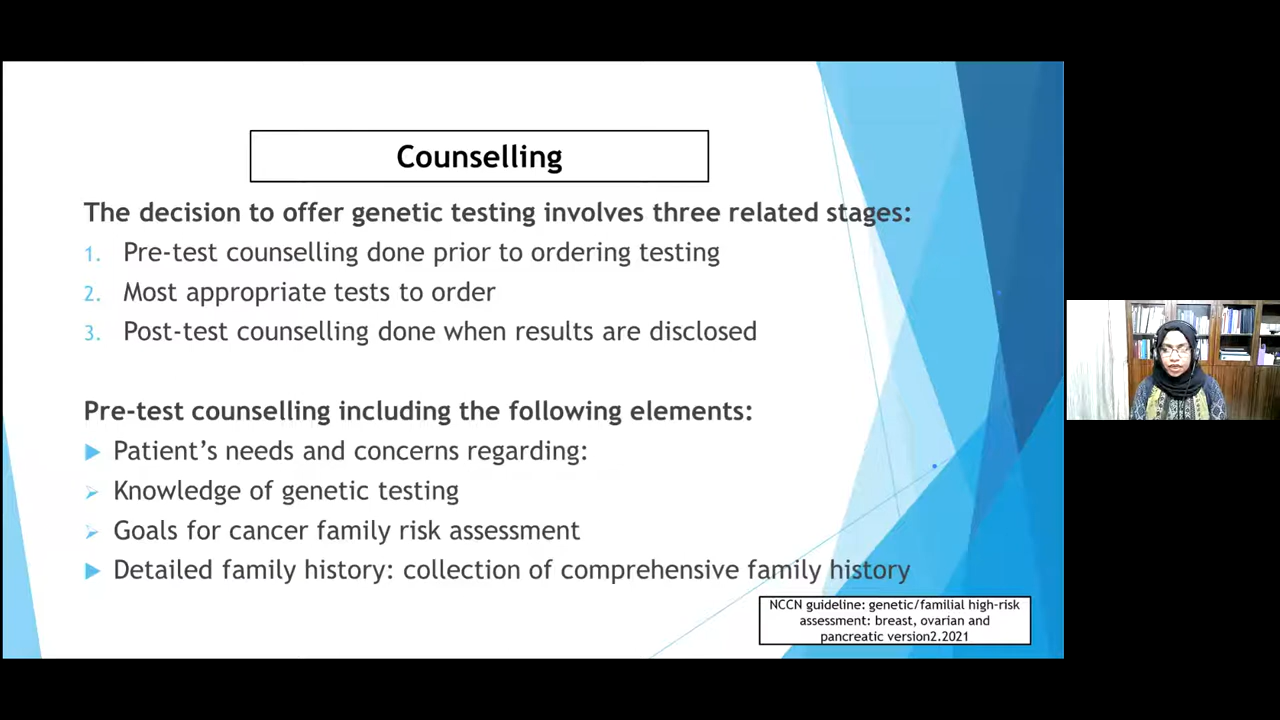 Counselling
The decision to offer genetic testing involves three related stages:
1. Pre-test counselling done prior to ordering testing
2. Most appropriate tests to order
3. Post-test counselling done when results are disclosed
Pre-test counselling including the following elements:
Patient’s needs and concerns regarding:
Knowledge of genetic testing
Goals for cancer family risk assessment
Detailed family history: collection of comprehensive family history
NCCN guideline: genetic/familial high-risk
assessment: breast, ovarian and
pancreatic version2.2021